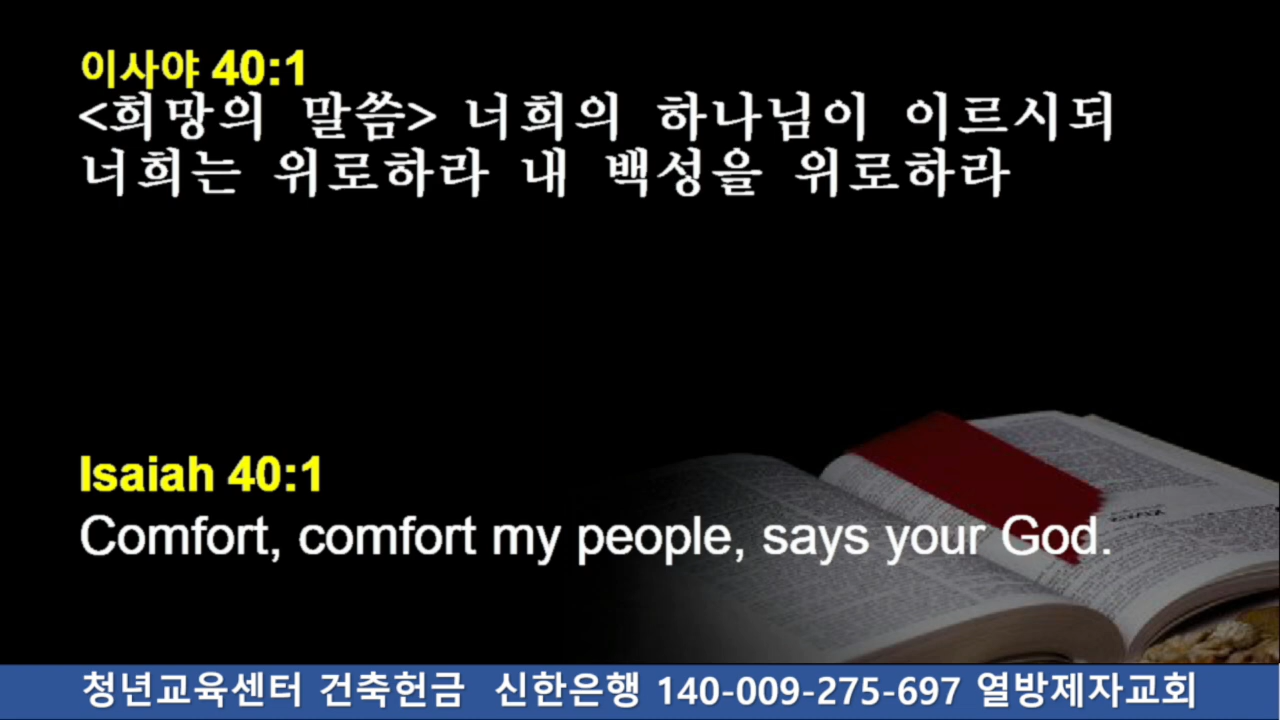 이사야 40:1
<희망의 말씀> 너희의 하나님이 이르시되
너희는 위로하라 내 백성을 위로하라
Isaiah 40:1
Comfort, comfort my people, says your God.
청년교육센터 건축헌금 신한은행 140-009-275-697 열방제자교회